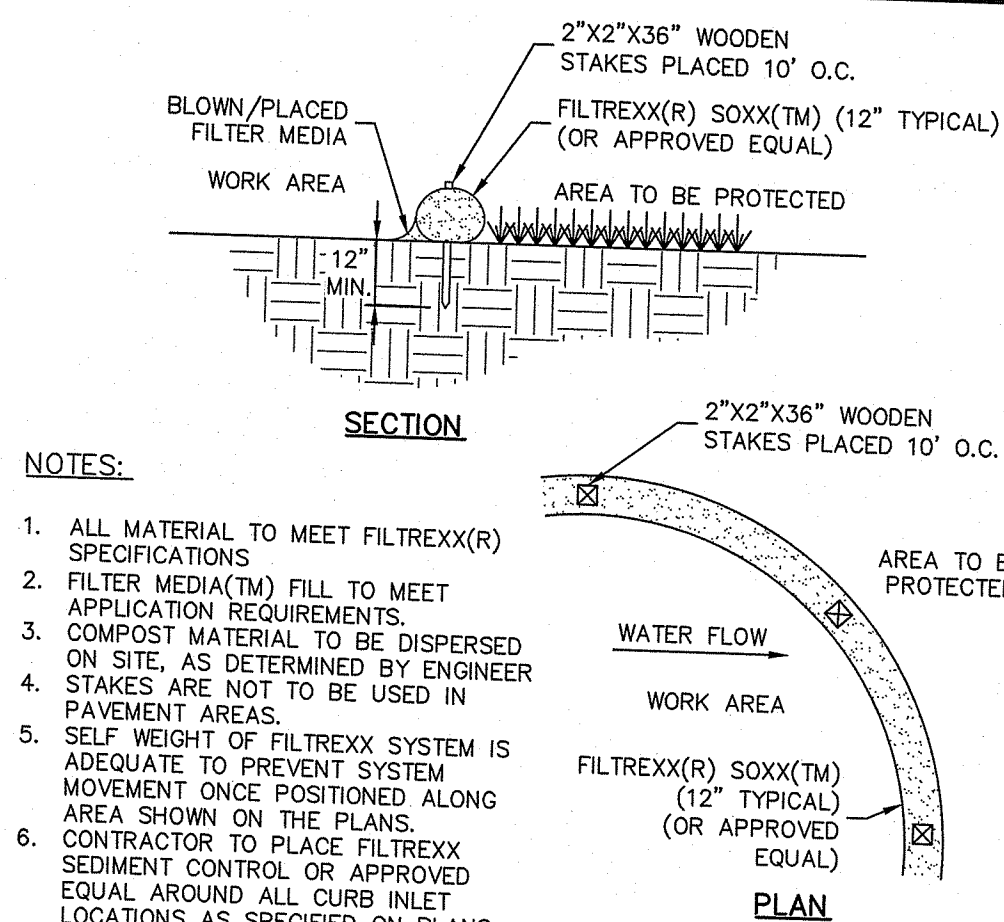 2"X2"X36" WOODEN
STAKES PLACED 10' O.C.
BLOWN/PLACED
FILTER MEDIA
FILTREXX(R) SOXX(TM) (12" TYPICAL)
(OR APPROVED EQUAL)
WORK AREA
AREA TO BE PROTECTED
12"
MIN.
SECTION
2"X2"X36" WOODEN
STAKES PLACED 10' O.C.
AREA TO B
PROTECTED
WATER FLOW
WORK AREA
FILTREXX(R) SOXX(TM)
(12" TYPICAL)
(OR APPROVED
EQUAL)
PLAN
NOTES:
1. ALL MATERIAL TO MEET FILTREXX(R)
SPECIFICATIONS
2. FILTER MEDIA(TM) FILL TO MEET
APPLICATION REQUIREMENTS.
3. COMPOST MATERIAL TO BE DISPERSED
ON SITE, AS DETERMINED BY ENGINEER
4. STAKES ARE NOT TO BE USED IN
PAVEMENT AREAS.
5. SELF WEIGHT OF FILTREXX SYSTEM IS
ADEQUATE TO PREVENT SYSTEM
MOVEMENT ONCE POSITIONED ALONG
AREA SHOWN ON THE PLANS.
6. CONTRACTOR TO PLACE FILTREXX
SEDIMENT CONTROL OR APPROVED
EQUAL AROUND ALL CURB INLET
LOCATIONS AS SPECIFIED ON PLANS